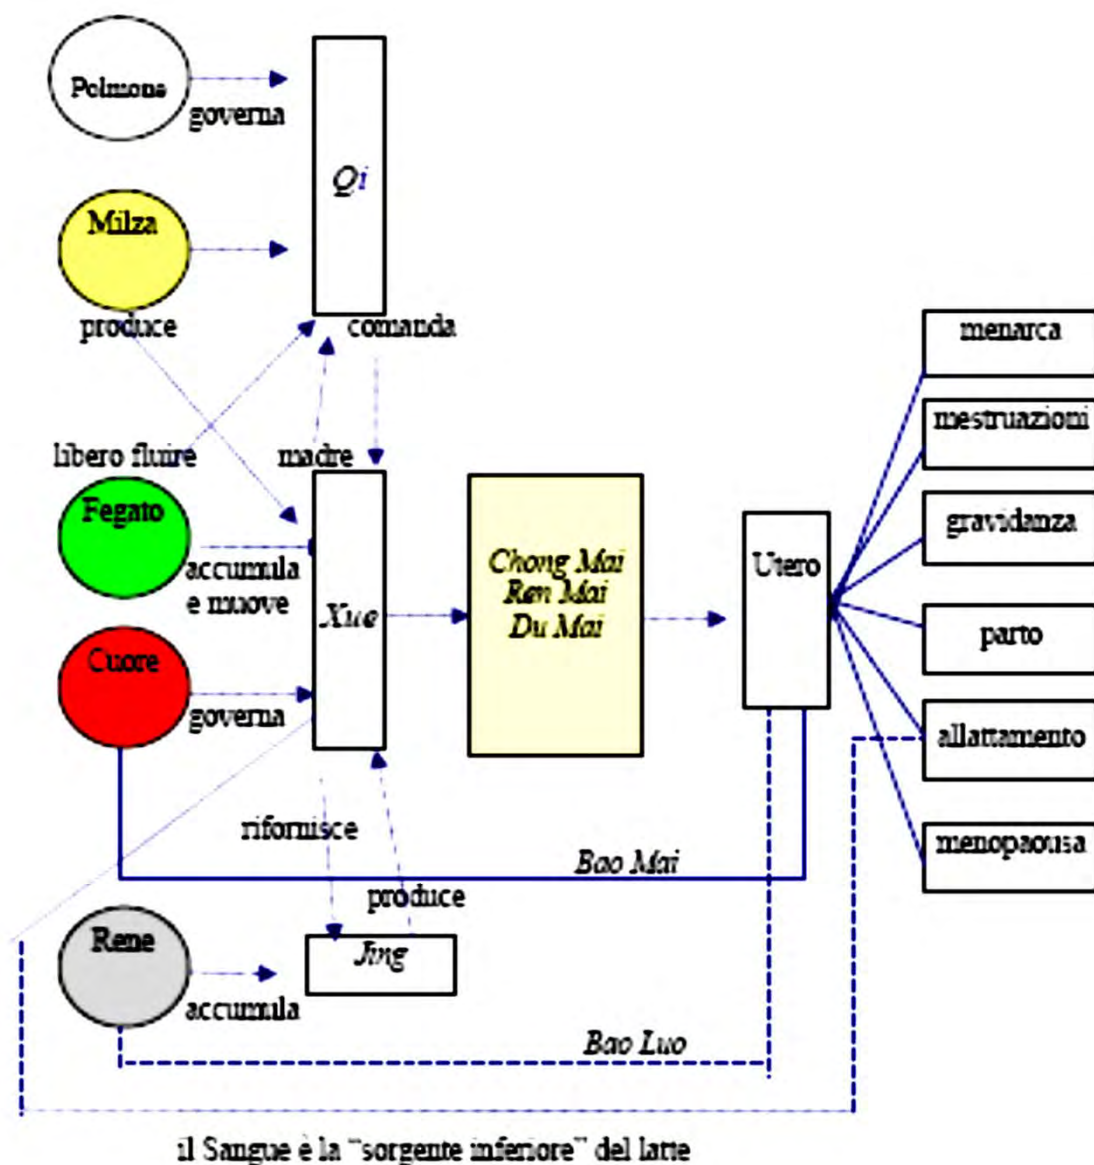 Polmone
governa
Qi
Milza
produce
comanda
libero fluire
madre
Fegato
accumula
e muove
Xue
Cuore
governa
Chong Mai
Ren Mai
Du Mai
Utero
menarca
mestruazioni
gravidanza
parto
allattamento
menopaousa
rifornisce
Bao Mai
produce
Rene
Jing
accumula
Bao Luo
il Sangue è la "sorgente inferiore" del latte